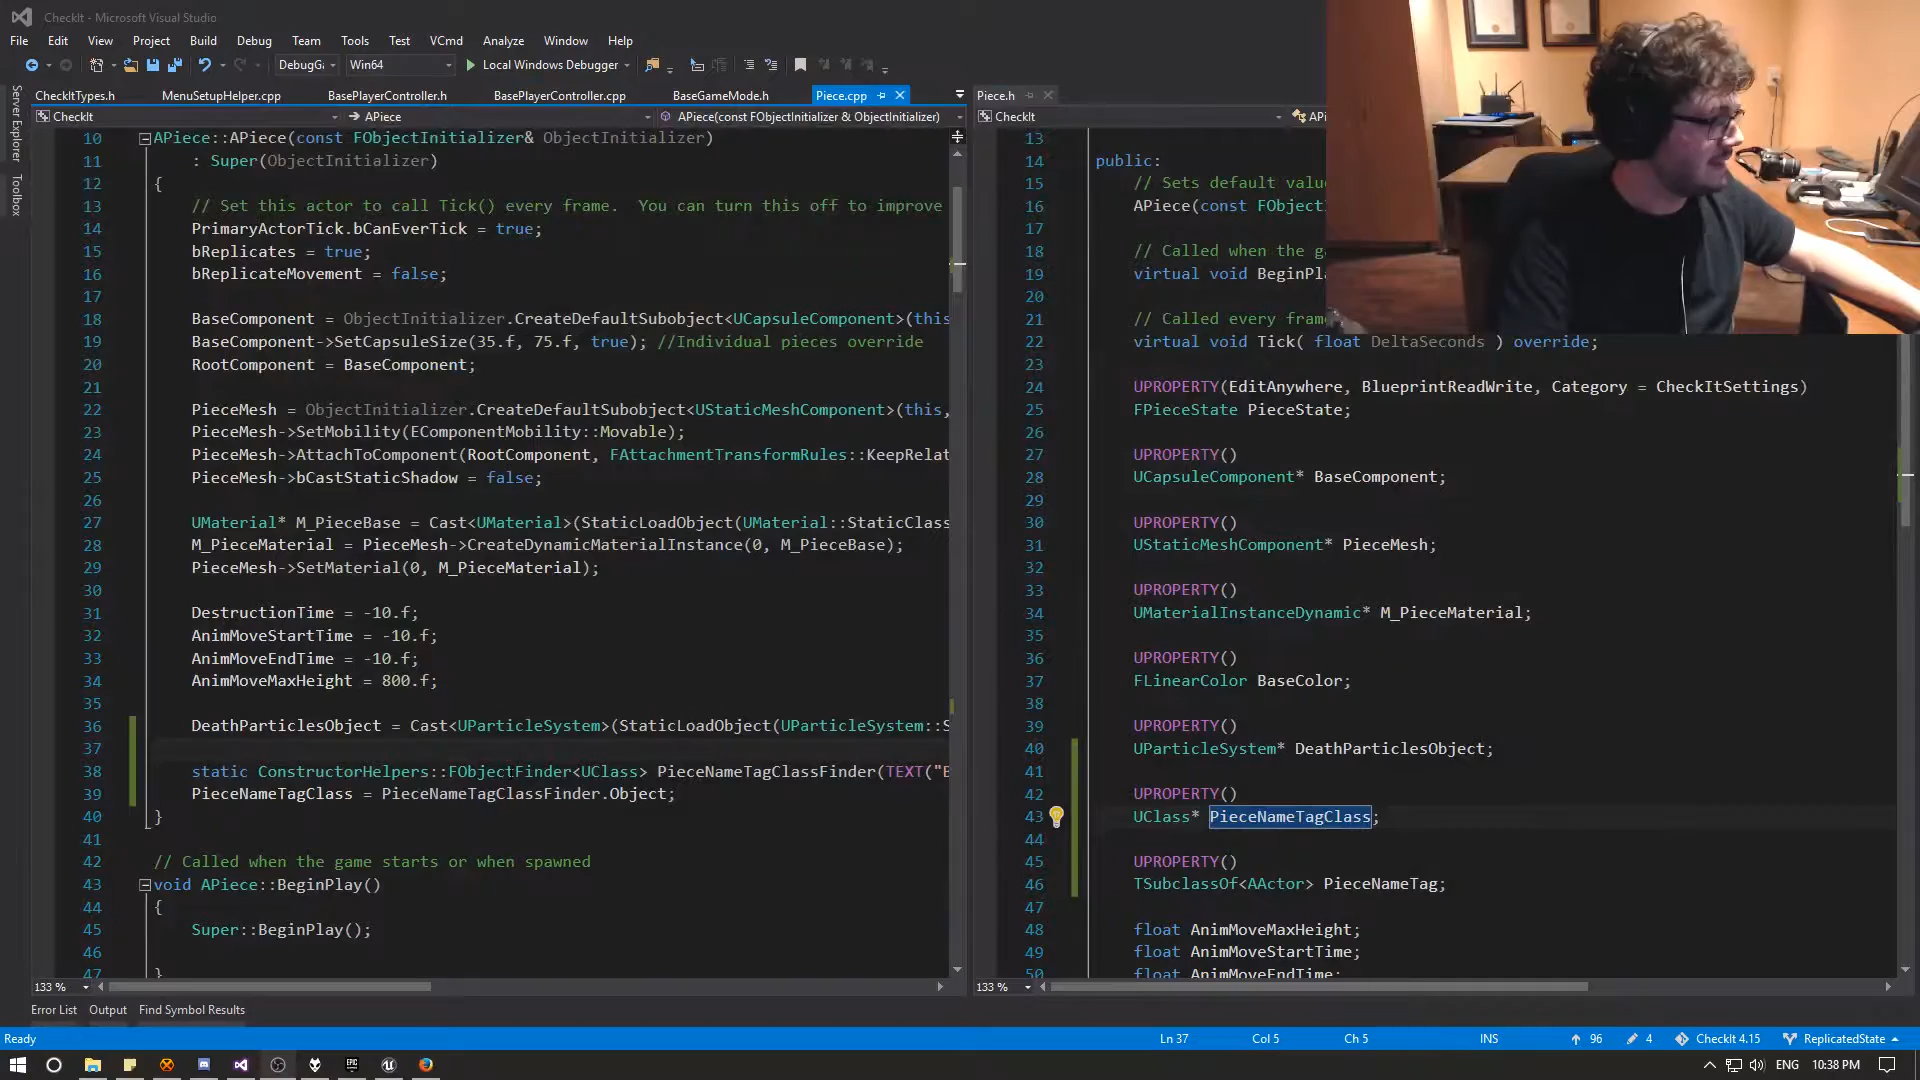 CheckIt - Microsoft Visual Studio
File Edit View Project Build Debug Team Tools Test VCmd Analyze Window Help
DebugG Win64 Local Windows Debugger
CheckItTypes.h MenuSetupHelper.cpp BasePlayerController.h BasePlayerController.cpp BaseGameMode.h Piece.cpp Piece.h
CheckIt APiece APiece(const FObjectInitializer & ObjectInitializer) CheckIt
Server Explorer
Toolbox
10 APiece::APiece(const FObjectInitializer& ObjectInitializer)
11 : Super(ObjectInitializer)
12 {
13 // Set this actor to call Tick() every frame.  You can turn this off to improve
14 PrimaryActorTick.bCanEverTick = true;
15 bReplicates = true;
16 bReplicateMovement = false;
17
18 BaseComponent = ObjectInitializer.CreateDefaultSubobject<UCapsuleComponent>(this
19 BaseComponent->SetCapsuleSize(35.f, 75.f, true); //Individual pieces override
20 RootComponent = BaseComponent;
21
22 PieceMesh = ObjectInitializer.CreateDefaultSubobject<UStaticMeshComponent>(this,
23 PieceMesh->SetMobility(EComponentMobility::Movable);
24 PieceMesh->AttachToComponent(RootComponent, FAttachmentTransformRules::KeepRelat
25 PieceMesh->bCastStaticShadow = false;
26
27 UMaterial* M_PieceBase = Cast<UMaterial>(StaticLoadObject(UMaterial::StaticClass
28 M_PieceMaterial = PieceMesh->CreateDynamicMaterialInstance(0, M_PieceBase);
29 PieceMesh->SetMaterial(0, M_PieceMaterial);
30
31 DestructionTime = -10.f;
32 AnimMoveStartTime = -10.f;
33 AnimMoveEndTime = -10.f;
34 AnimMoveMaxHeight = 800.f;
35
36 DeathParticlesObject = Cast<UParticleSystem>(StaticLoadObject(UParticleSystem::S
37
38 static ConstructorHelpers::FObjectFinder<UClass> PieceNameTagClassFinder(TEXT("B
39 PieceNameTagClass = PieceNameTagClassFinder.Object;
40 }
41
42 // Called when the game starts or when spawned
43 void APiece::BeginPlay()
44 {
45 Super::BeginPlay();
46
47 }
13
14 public:
15 // Sets default valu
16 APiece(const FObjectI
17
18 // Called when the ga
19 virtual void BeginPla
20
21 // Called every fram
22 virtual void Tick( float DeltaSeconds ) override;
23
24 UPROPERTY(EditAnywhere, BlueprintReadWrite, Category = CheckItSettings)
25 FPieceState PieceState;
26
27 UPROPERTY()
28 UCapsuleComponent* BaseComponent;
29
30 UPROPERTY()
31 UStaticMeshComponent* PieceMesh;
32
33 UPROPERTY()
34 UMaterialInstanceDynamic* M_PieceMaterial;
35
36 UPROPERTY()
37 FLinearColor BaseColor;
38
39 UPROPERTY()
40 UParticleSystem* DeathParticlesObject;
41
42 UPROPERTY()
43 UClass* PieceNameTagClass;
44
45 UPROPERTY()
46 TSubclassOf<AActor> PieceNameTag;
47
48 float AnimMoveMaxHeight;
49 float AnimMoveStartTime;
50 float AnimMoveEndTime;
133 % 133 %
Error List Output Find Symbol Results
Ready Ln 37 Col 5 Ch 5 INS 96 4 CheckIt 4.15 ReplicatedState
ENG 10:38 PM